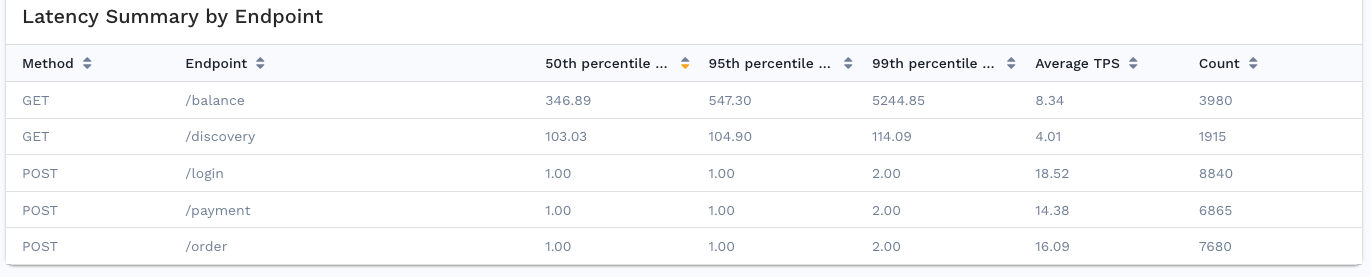 Latency Summary by Endpoint
Method Endpoint 50th percentile ... 95th percentile ... 99th percentile ... Average TPS Count
GET /balance 346.89 547.30 5244.85 8.34 3980
GET /discovery 103.03 104.90 114.09 4.01 1915
POST /login 1.00 1.00 2.00 18.52 8840
POST /payment 1.00 1.00 2.00 14.38 6865
POST /order 1.00 1.00 2.00 16.09 7680